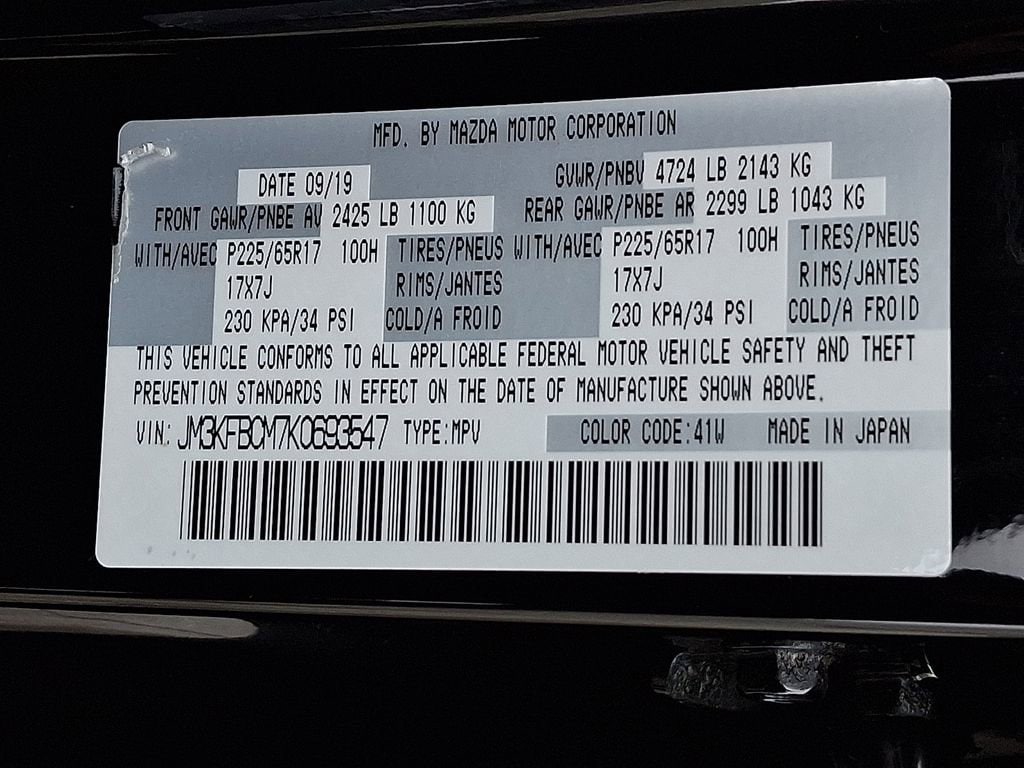 MFD. BY MAZDA MOTOR CORPORATION
DATE 09/19 GVWR/PNBV 4724 LB 2143 KG
FRONT GAWR/PNBE AV 2425 LB 1100 KG REAR GAWR/PNBE AR 2299 LB 1043 KG
WITH/AVEC P225/65R17 100H TIRES/PNEUS WITH/AVEC P225/65R17 100H TIRES/PNEUS
17X7J RIMS/JANTES 17X7J RIMS/JANTES
230 KPA/34 PSI COLD/A FROID 230 KPA/34 PSI COLD/A FROID
THIS VEHICLE CONFORMS TO ALL APPLICABLE FEDERAL MOTOR VEHICLE SAFETY AND THEFT
PREVENTION STANDARDS IN EFFECT ON THE DATE OF MANUFACTURE SHOWN ABOVE.
VIN: JM3KFBCM7K0693547 TYPE:MPV COLOR CODE:41W MADE IN JAPAN